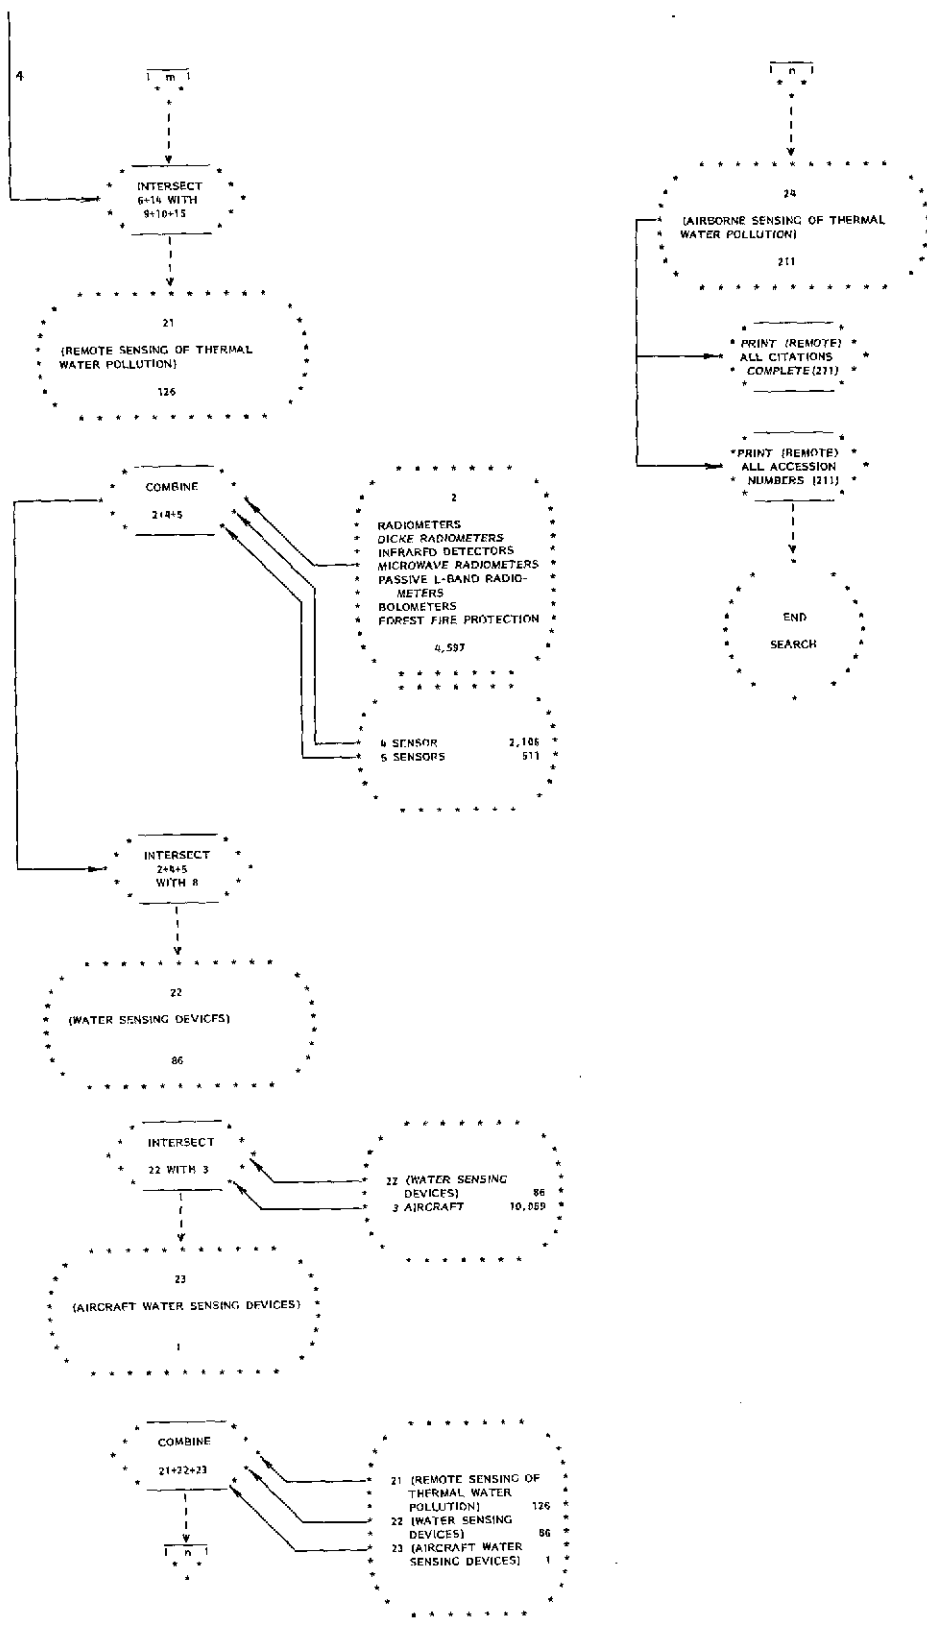 4
m
INTERSECT
6+14 WITH
9+10+15
21
(REMOTE SENSING OF THERMAL
WATER POLLUTION)
126
COMBINE
2+4+5
2
RADIOMETERS
DICKE RADIOMETERS
INFRARED DETECTORS
MICROWAVE RADIOMETERS
PASSIVE L-BAND RADIO-
METERS
BOLOMETERS
FOREST FIRE PROTECTION
4,597
4 SENSOR 2,106
5 SENSORS 511
INTERSECT
2+4+5
WITH 8
22
(WATER SENSING DEVICES)
86
INTERSECT
22 WITH 3
22 (WATER SENSING
DEVICES) 86
3 AIRCRAFT 10,059
23
(AIRCRAFT WATER SENSING DEVICES)
1
COMBINE
21+22+23
21 (REMOTE SENSING OF
THERMAL WATER
POLLUTION) 126
22 (WATER SENSING
DEVICES) 86
23 (AIRCRAFT WATER
SENSING DEVICES) 1
n
n
24
(AIRBORNE SENSING OF THERMAL
WATER POLLUTION)
211
PRINT (REMOTE)
ALL CITATIONS
COMPLETE (211)
PRINT (REMOTE)
ALL ACCESSION
NUMBERS (211)
END
SEARCH